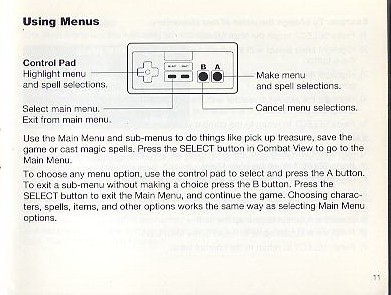 Using Menus
Control Pad
Highlight menu
and spell selections.
SELECT START
B A
Make menu
and spell selections.
Select main menu.
Exit from main menu.
Cancel menu selections.
Use the Main Menu and sub-menus to do things like pick up treasure, save the
game or cast magic spells. Press the SELECT button in Combat View to go to the
Main Menu.
To choose any menu option, use the control pad to select and press the A button.
To exit a sub-menu without making a choice press the B button. Press the
SELECT button to exit the Main Menu, and continue the game. Choosing charac-
ters, spells, items, and other options works the same way as selecting Main Menu
options.
11